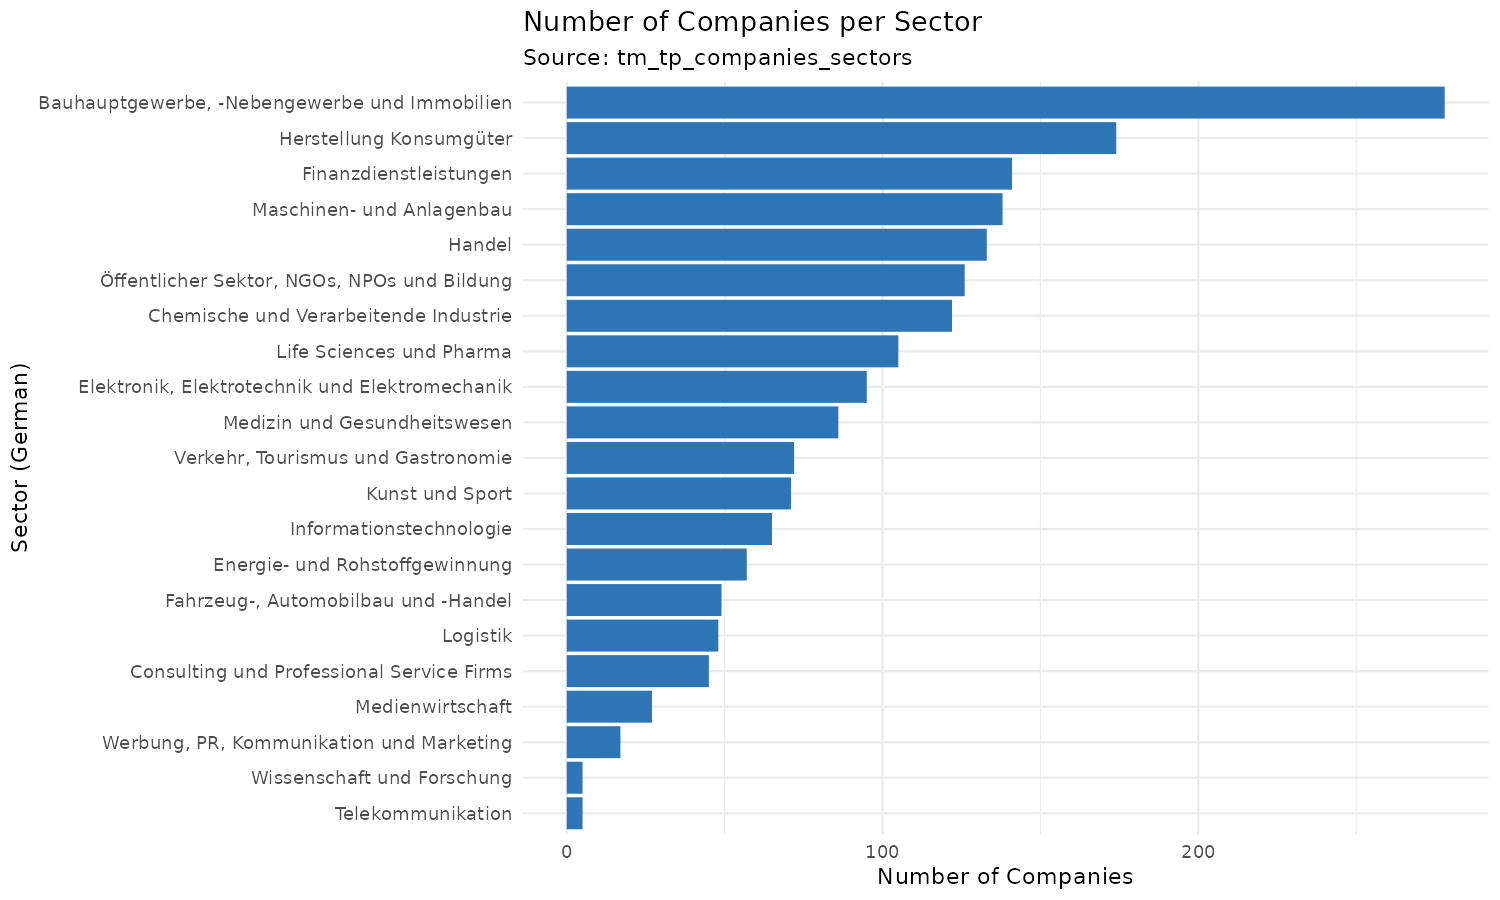 Number of Companies per Sector
Source: tm_tp_companies_sectors
Sector (German)
Bauhauptgewerbe, -Nebengewerbe und Immobilien
Herstellung Konsumgüter
Finanzdienstleistungen
Maschinen- und Anlagenbau
Handel
Öffentlicher Sektor, NGOs, NPOs und Bildung
Chemische und Verarbeitende Industrie
Life Sciences und Pharma
Elektronik, Elektrotechnik und Elektromechanik
Medizin und Gesundheitswesen
Verkehr, Tourismus und Gastronomie
Kunst und Sport
Informationstechnologie
Energie- und Rohstoffgewinnung
Fahrzeug-, Automobilbau und -Handel
Logistik
Consulting und Professional Service Firms
Medienwirtschaft
Werbung, PR, Kommunikation und Marketing
Wissenschaft und Forschung
Telekommunikation
0 100 200
Number of Companies